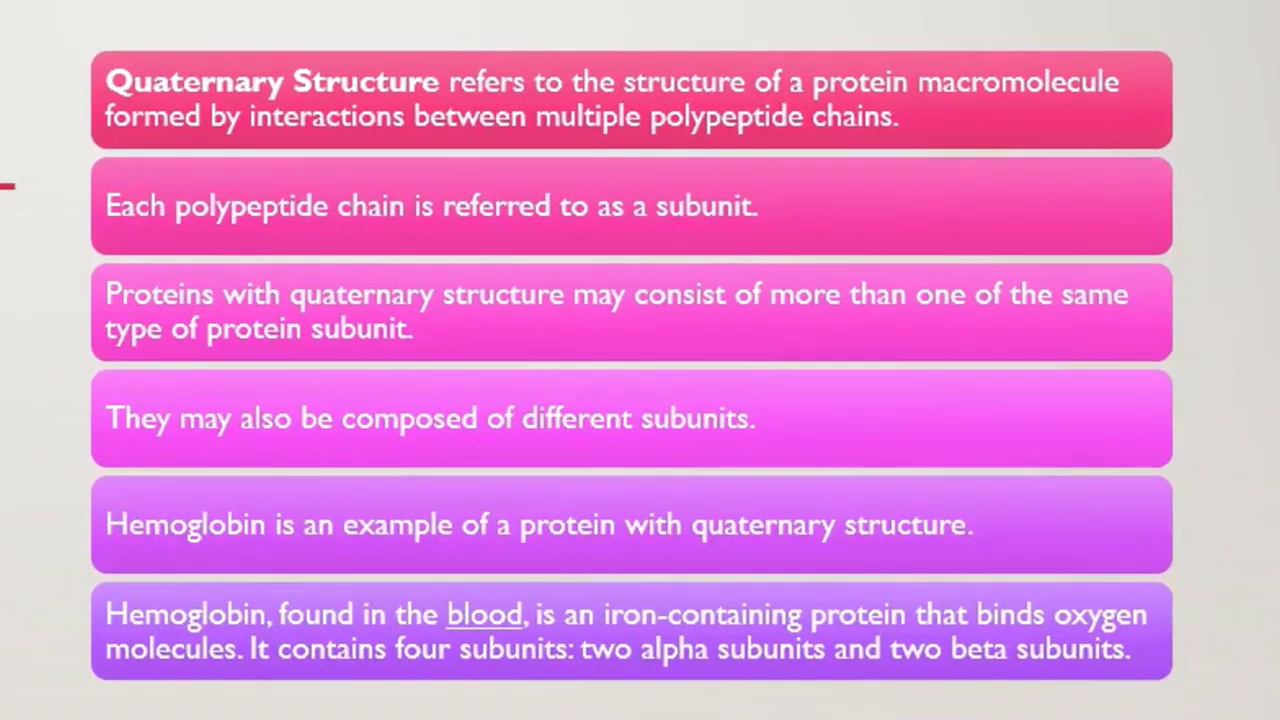 Quaternary Structure refers to the structure of a protein macromolecule
formed by interactions between multiple polypeptide chains.
Each polypeptide chain is referred to as a subunit.
Proteins with quaternary structure may consist of more than one of the same
type of protein subunit.
They may also be composed of different subunits.
Hemoglobin is an example of a protein with quaternary structure.
Hemoglobin, found in the blood, is an iron-containing protein that binds oxygen
molecules. It contains four subunits: two alpha subunits and two beta subunits.